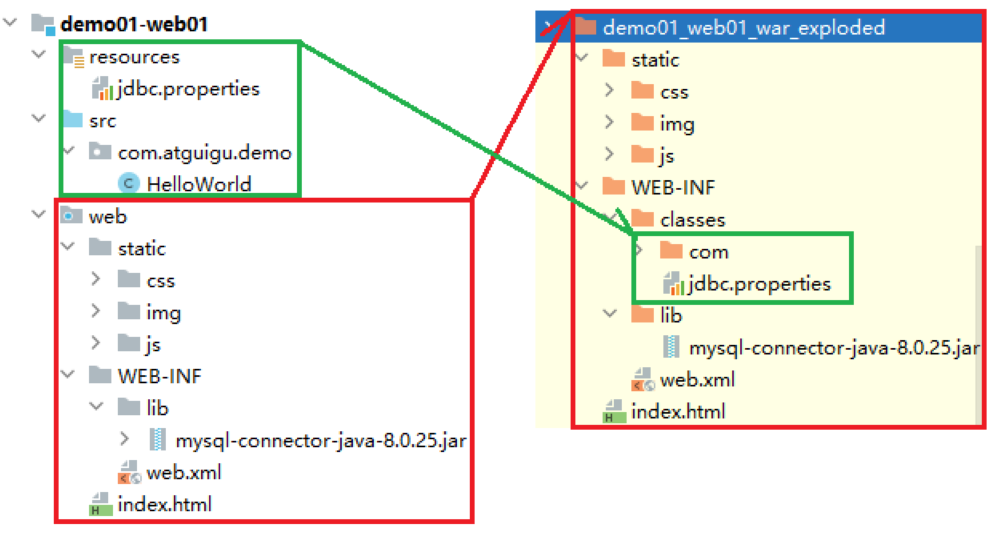 demo01-web01
resources
jdbc.properties
src
com.atguigu.demo
HelloWorld
web
static
css
img
js
WEB-INF
lib
mysql-connector-java-8.0.25.jar
web.xml
index.html
demo01_web01_war_exploded
static
css
img
js
WEB-INF
classes
com
jdbc.properties
lib
mysql-connector-java-8.0.25.jar
web.xml
index.html